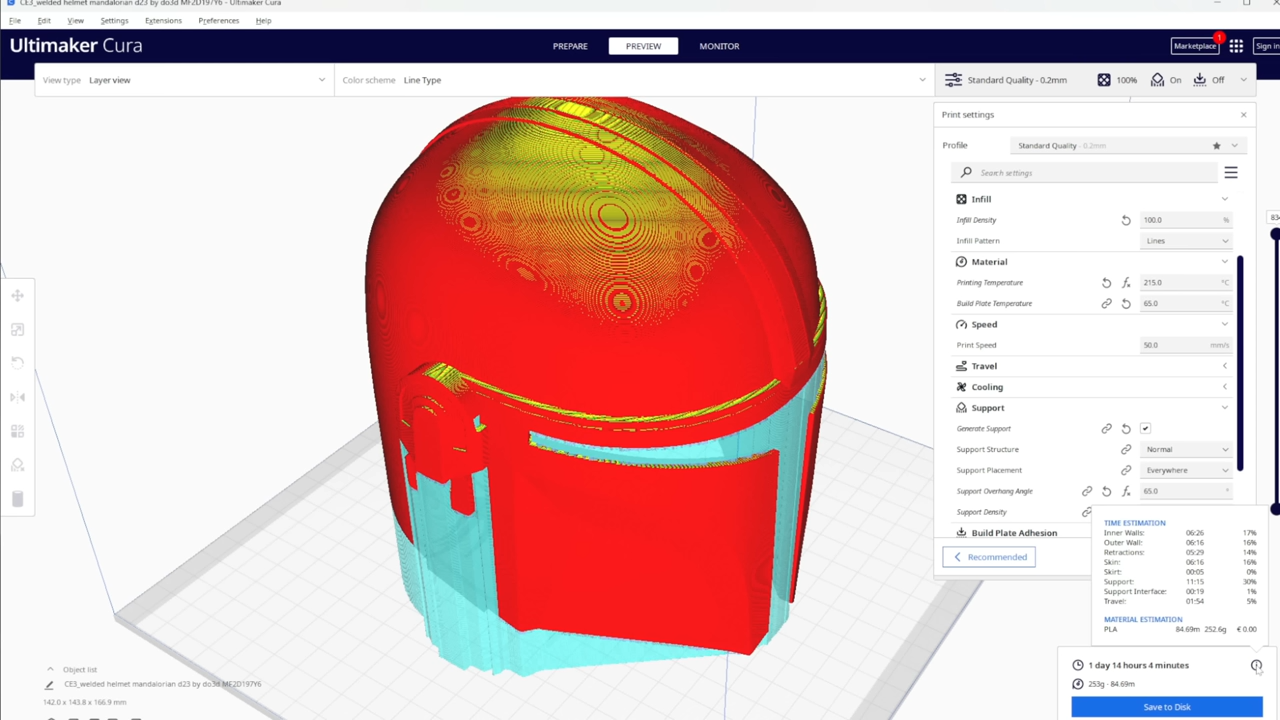 CE3_welded helmet mandalorian d23 by do3d MF2D197Y6 - Ultimaker Cura
File Edit View Settings Extensions Preferences Help
Ultimaker Cura
PREPARE PREVIEW MONITOR
Marketplace 1 Sign in
View type Layer view Color scheme Line Type Standard Quality - 0.2mm 100% On Off
Print settings
Profile Standard Quality - 0.2mm
Search settings
Infill
Infill Density 100.0 %
Infill Pattern Lines
Material
Printing Temperature 215.0 °C
Build Plate Temperature 65.0 °C
Speed
Print Speed 50.0 mm/s
Travel
Cooling
Support
Generate Support
Support Structure Normal
Support Placement Everywhere
Support Overhang Angle 65.0 °
Support Density
Build Plate Adhesion
Recommended
TIME ESTIMATION
Inner Walls: 06:26 17%
Outer Wall: 06:16 16%
Retractions: 05:29 14%
Skin: 06:16 16%
Skirt: 00:05 0%
Support: 11:15 30%
Support Interface: 00:19 1%
Travel: 01:54 5%
MATERIAL ESTIMATION
PLA 84.69m 252.6g € 0.00
1 day 14 hours 4 minutes
253g · 84.69m
Save to Disk
Object list
CE3_welded helmet mandalorian d23 by do3d MF2D197Y6
142.0 x 143.8 x 166.9 mm